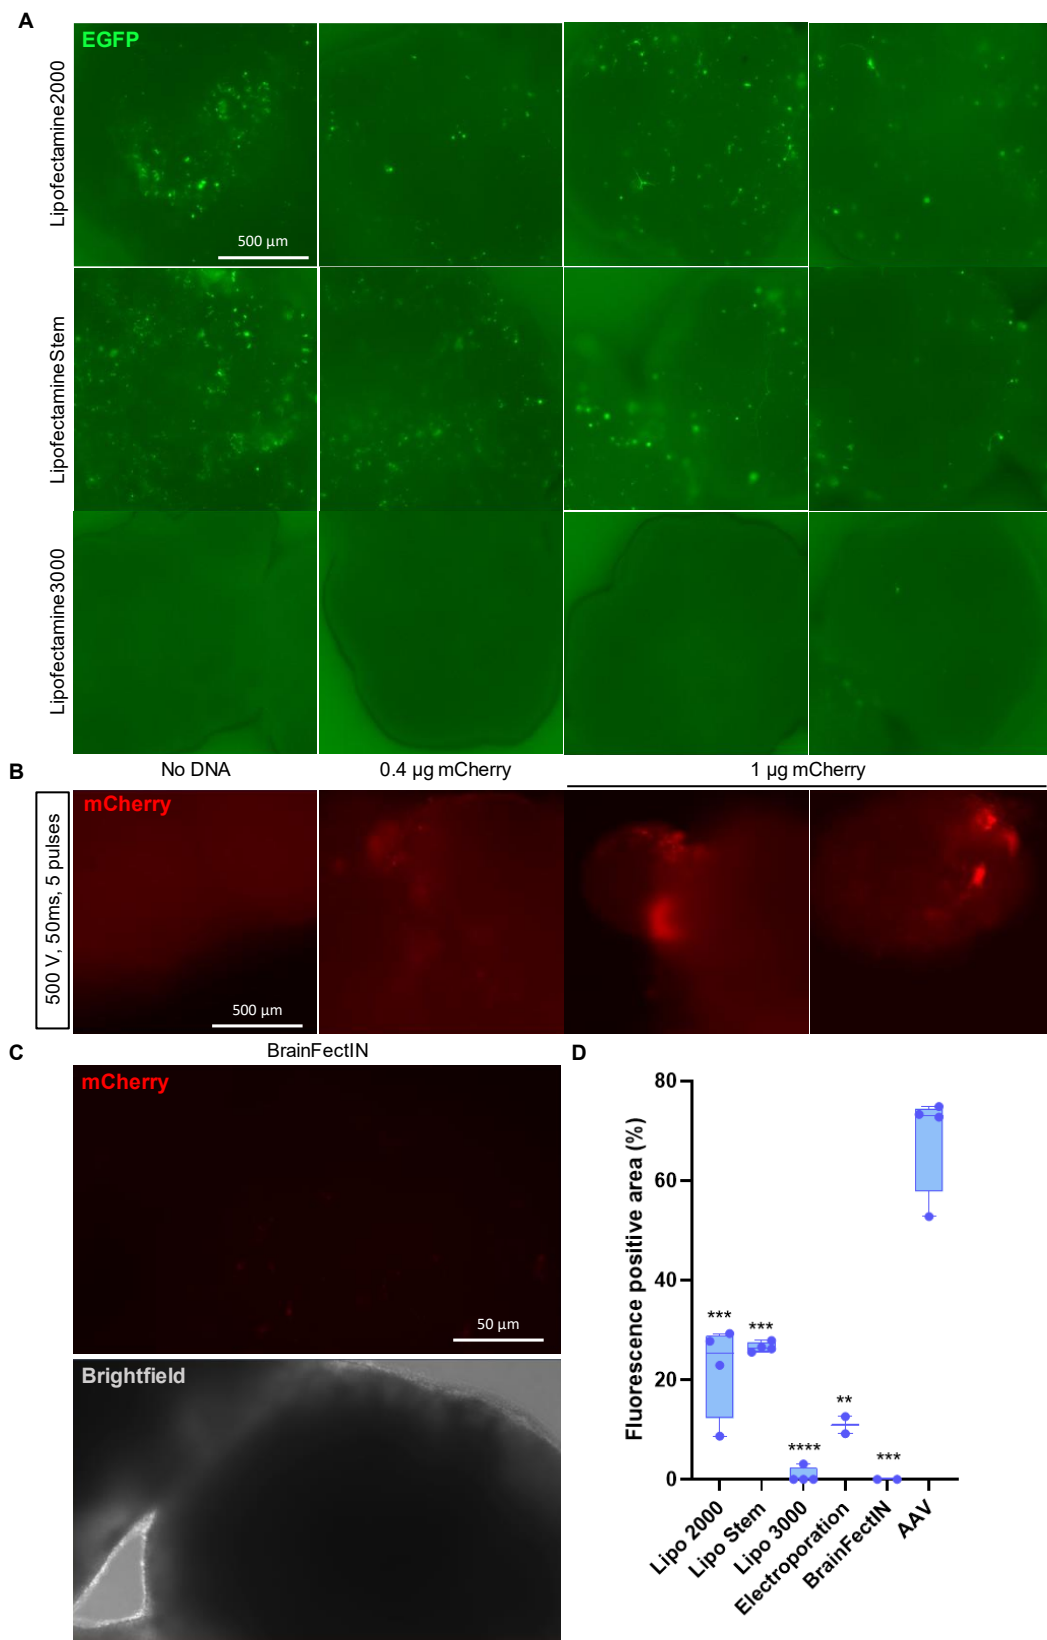 A
EGFP
Lipofectamine2000
500 µm
LipofectamineStem
Lipofectamine3000
B
No DNA
0.4 µg mCherry
1 µg mCherry
mCherry
500 V, 50ms, 5 pulses
500 µm
C
BrainFectIN
mCherry
50 µm
Brightfield
D
Fluorescence positive area (%)
80
60
40
20
0
***
***
****
**
***
Lipo 2000
Lipo Stem
Lipo 3000
Electroporation
BrainFectIN
AAV